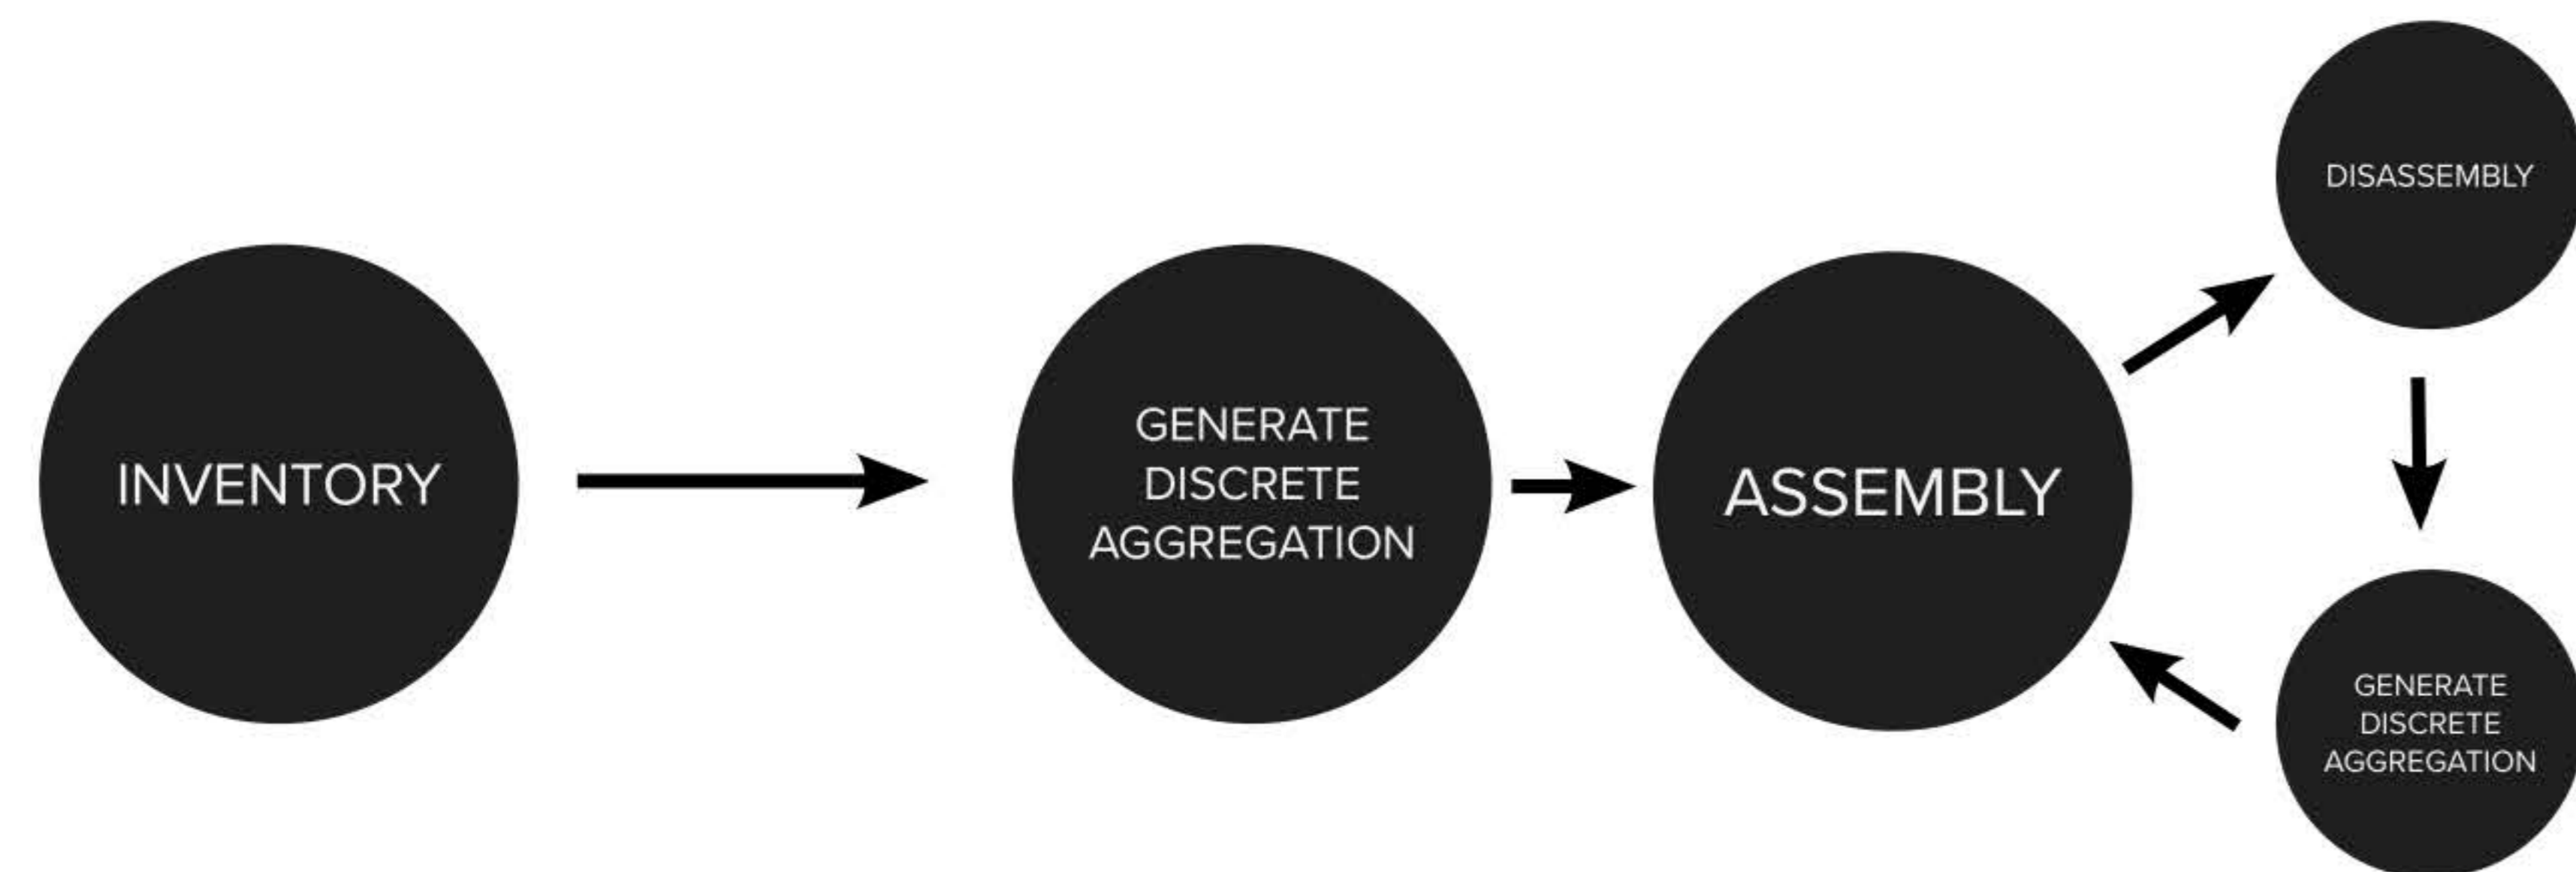 INVENTORY
GENERATE
DISCRETE
AGGREGATION
ASSEMBLY
DISASSEMBLY
GENERATE
DISCRETE
AGGREGATION